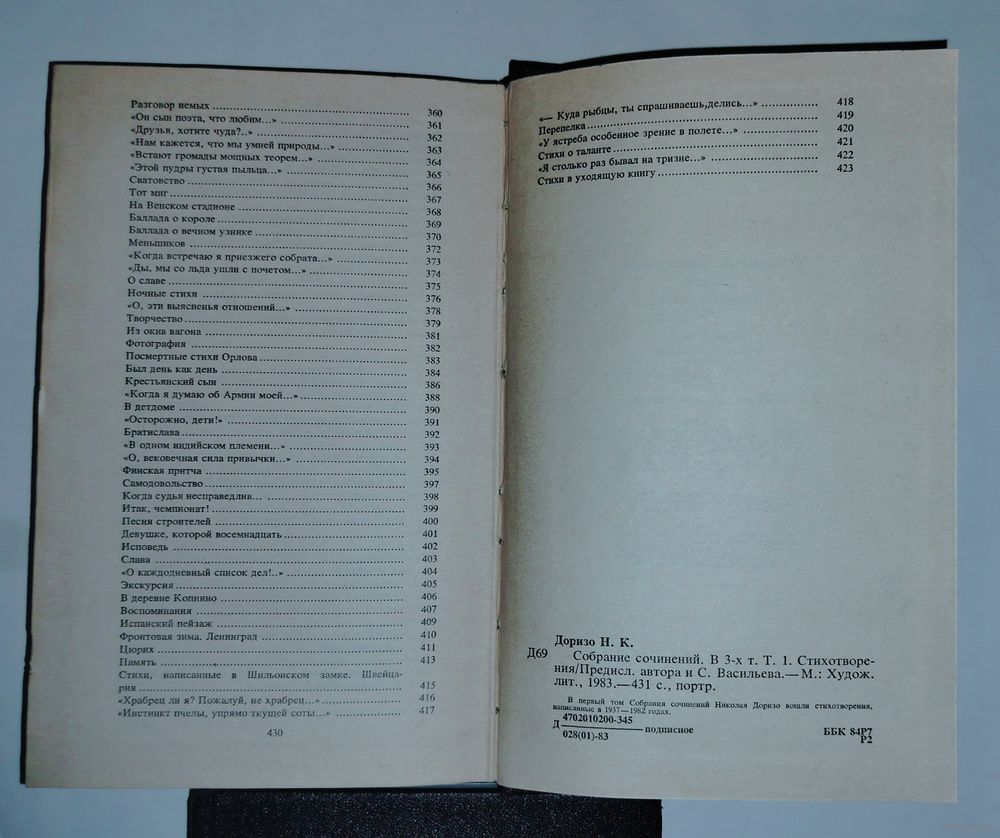 Разговор немых 360
«Он сын поэта, что любим...» 361
«Друзья, хотите чуда?..» 362
«Нам кажется, что мы умней природы...» 363
«Встают громады мощных теорем...» 364
«Этой пудры густая пыльца...» 365
Сватовство 366
Тот миг 367
На Венском стадионе 368
Баллада о короле 369
Баллада о вечном узнике 370
Меньшиков 372
«Когда встречаю я приезжего собрата...» 373
«Ды, мы со льда ушли с почетом...» 374
О славе 375
Ночные стихи 376
«О, эти выясненья отношений...» 378
Творчество 379
Из окна вагона 381
Фотография 382
Посмертные стихи Орлова 383
Был день как день 384
Крестьянский сын 386
«Когда я думаю об Армии моей...» 388
В детдоме 390
«Осторожно, дети!» 391
Братислава 392
«В одном индийском племени...» 393
«О, вековечная сила привычки...» 394
Финская притча 395
Самодовольство 397
Когда судья несправедлив... 398
Итак, чемпионат! 399
Песня строителей 400
Девушке, которой восемнадцать 401
Исповедь 402
Слава 403
«О каждодневный список дел!..» 404
Экскурсия 405
В деревне Копнино 406
Воспоминания 407
Испанский пейзаж 409
Фронтовая зима. Ленинград 410
Цюрих 411
Память 413
Стихи, написанные в Шильонском замке. Швейца-
рия 415
«Храбрец ли я? Пожалуй, не храбрец...» 416
«Инстинкт пчелы, упрямо ткущей соты...» 417
430
«— Куда рыбцы, ты спрашиваешь,делись...» 418
Перепелка 419
«У ястреба особенное зрение в полете...» 420
Стихи о таланте 421
«Я столько раз бывал на тризне...» 422
Стихи в уходящую книгу 423
Доризо Н. К.
Д69 Собрание сочинений. В 3-х т. Т. 1. Стихотворе-
ния/Предисл. автора и С. Васильева.— М.: Худож.
лит., 1983.—431 с., портр.
В первый том Собрания сочинений Николая Доризо вошли стихотворения,
написанные в 1937—1982 годах.
Д 4702010200-345 подписное
028(01)-83
ББК 84Р7
Р2